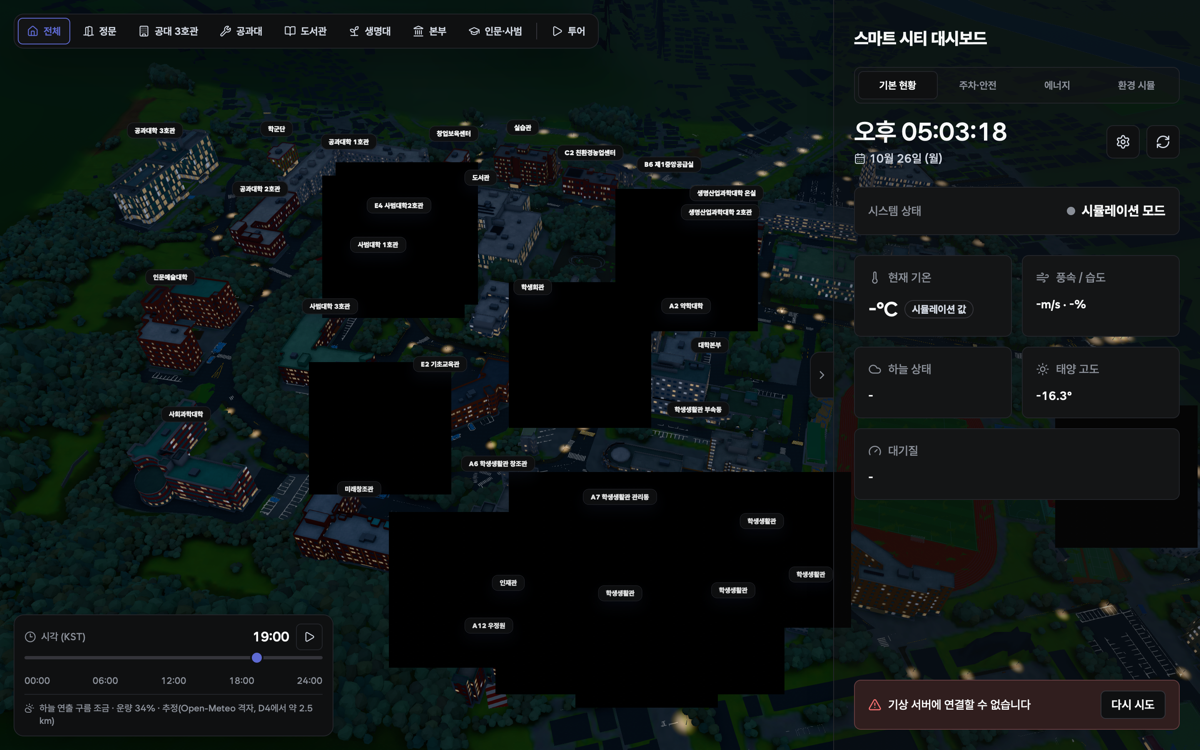 전체
정문
공대 3호관
공과대
도서관
생명대
본부
인문·사범
투어
스마트 시티 대시보드
기본 현황
주차·안전
에너지
환경 시뮬
오후 05:03:18
10월 26일 (월)
시스템 상태
시뮬레이션 모드
현재 기온
-°C 시뮬레이션 값
풍속 / 습도
-m/s · -%
하늘 상태
-
태양 고도
-16.3°
대기질
-
기상 서버에 연결할 수 없습니다
다시 시도
공과대학 3호관
학군단
공과대학 1호관
창업보육센터
실습관
C2 친환경농업센터
B6 제1중앙공급실
도서관
공과대학 2호관
생명산업과학대학 온실
E4 사범대학2호관
생명산업과학대학 2호관
사범대학 1호관
인문예술대학
학생회관
사범대학 3호관
A2 약학대학
대학본부
E2 기초교육관
사회과학대학
학생생활관 부속동
A6 학생생활관 창조관
미래창조관
A7 학생생활관 관리동
학생생활관
학생생활관
인재관
학생생활관
학생생활관
A12 우정원
시각 (KST)
19:00
00:00
06:00
12:00
18:00
24:00
하늘 연출 구름 조금 · 운량 34% · 추정(Open-Meteo 격자, D4에서 약 2.5
km)